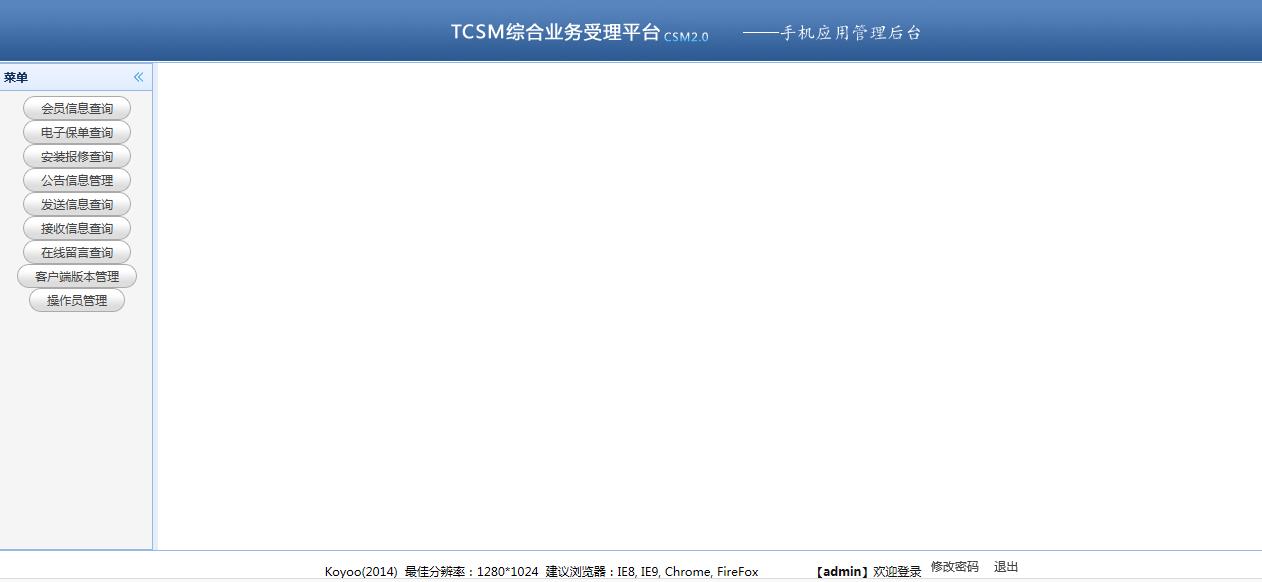 TCSM综合业务受理平台 CSM2.0 ——手机应用管理后台
菜单
会员信息查询
电子保单查询
安装报修查询
公告信息管理
发送信息查询
接收信息查询
在线留言查询
客户端版本管理
操作员管理
Koyoo(2014) 最佳分辨率：1280*1024 建议浏览器：IE8, IE9, Chrome, FireFox 【admin】欢迎登录 修改密码 退出